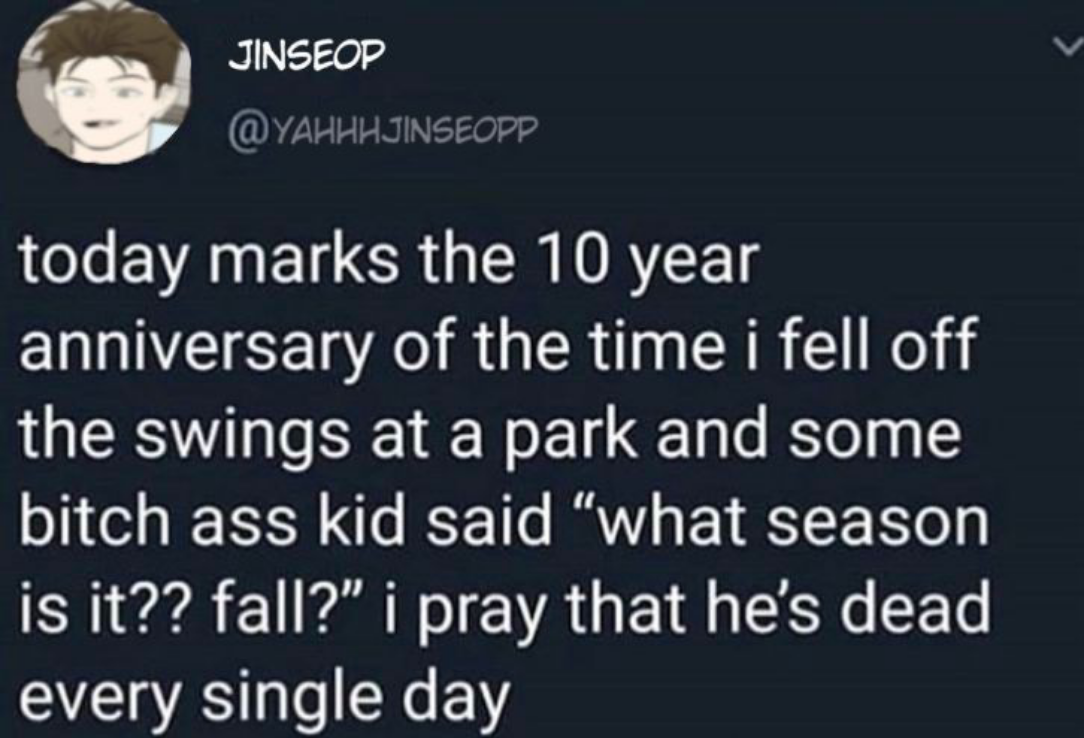 JINSEOP
@YAHHHJINSEOPP
today marks the 10 year
anniversary of the time i fell off
the swings at a park and some
bitch ass kid said “what season
is it?? fall?” i pray that he’s dead
every single day